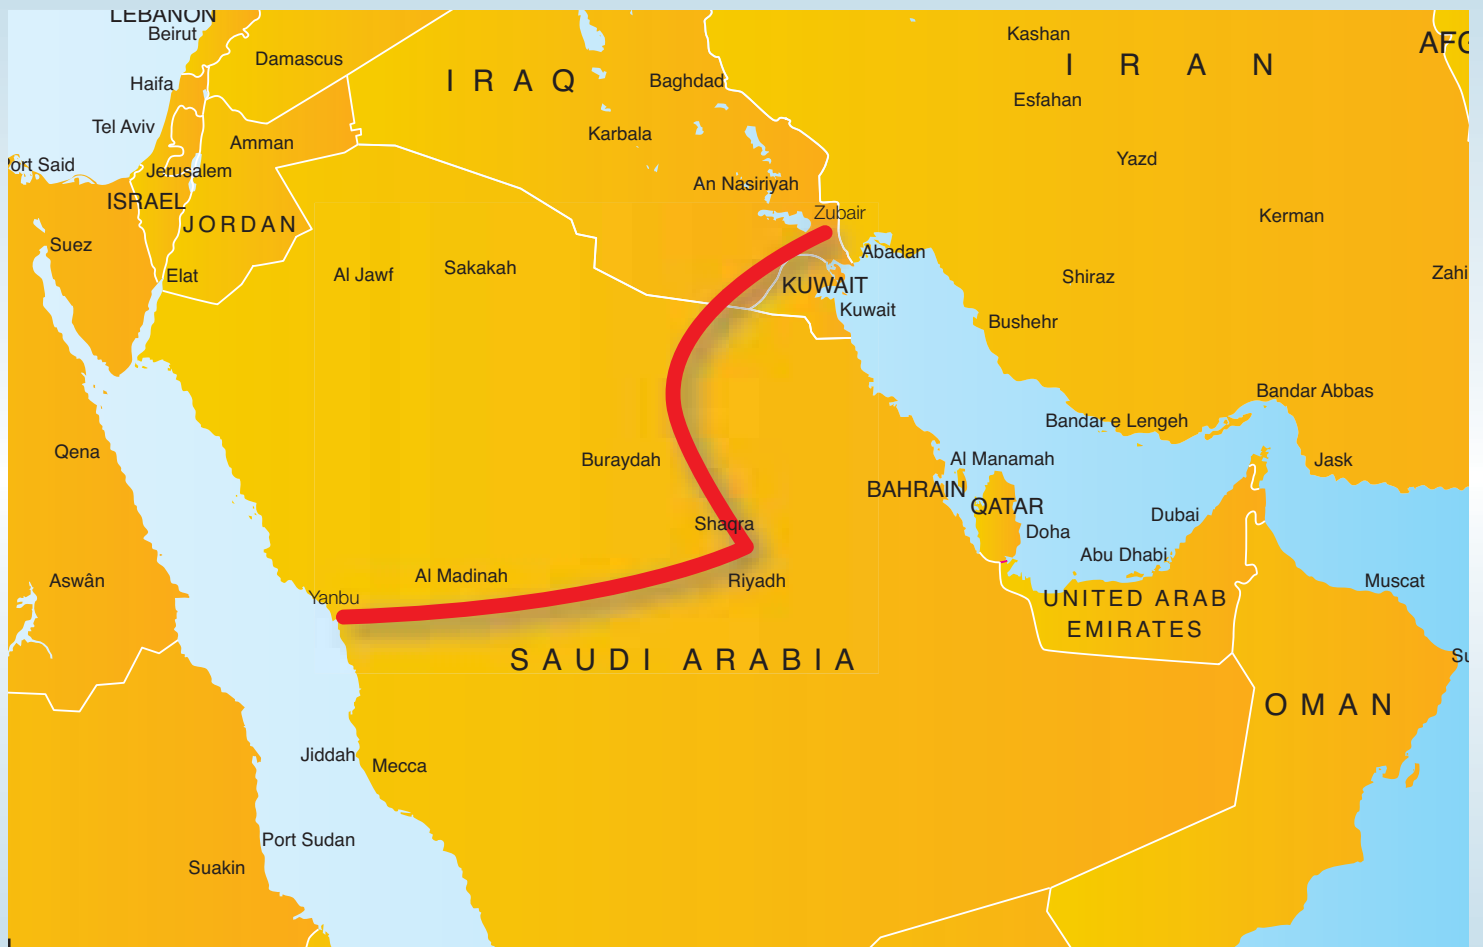 LEBANON
Beirut
Damascus
Haifa
Tel Aviv
Amman
Port Said
Jerusalem
ISRAEL
JORDAN
Suez
Elat
IRAQ
Baghdad
Karbala
An Nasiriyah
Zubair
Abadan
KUWAIT
Kuwait
Kashan
IRAN
AFG
Esfahan
Yazd
Kerman
Shiraz
Zahi
Bushehr
Bandar Abbas
Bandar e Lengeh
Jask
Al Jawf
Sakakah
Qena
Buraydah
Al Manamah
BAHRAIN
QATAR
Doha
Dubai
Shaqra
Abu Dhabi
Aswân
Al Madinah
Riyadh
Yanbu
Muscat
UNITED ARAB
EMIRATES
SAUDI ARABIA
Su
OMAN
Jiddah
Mecca
Port Sudan
Suakin